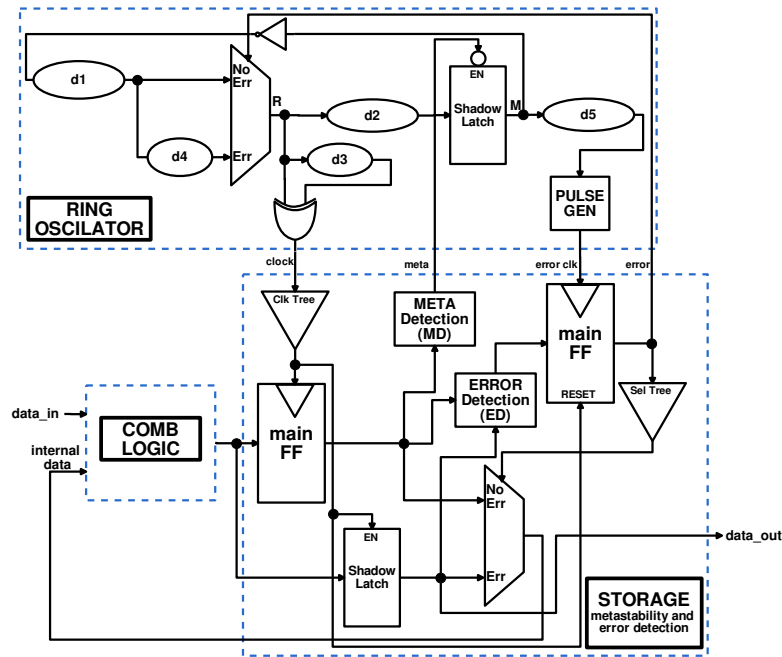 d1
No
Err
d4
Err
R
d2
d3
EN
Shadow
Latch
M
d5
PULSE
GEN
RING
OSCILATOR
clock
meta
error clk
error
Clk Tree
META
Detection
(MD)
main
FF
RESET
Sel Tree
ERROR
Detection
(ED)
data_in
internal
data
COMB
LOGIC
main
FF
No
Err
Err
EN
Shadow
Latch
data_out
STORAGE
metastability and
error detection